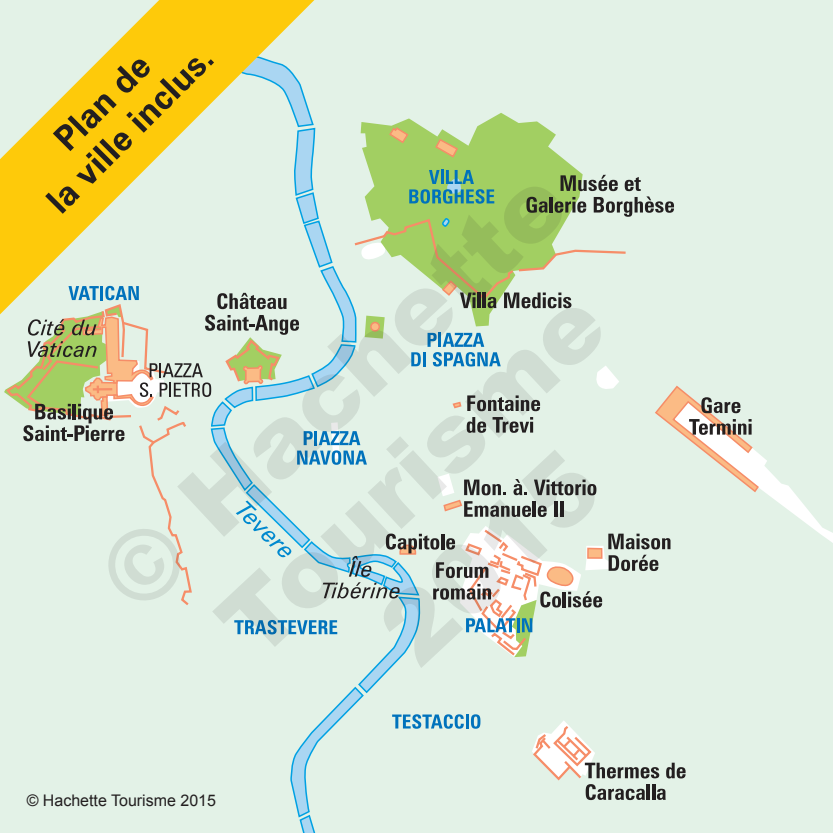 Plan de
la ville inclus.
VILLA
BORGHESE
Musée et
Galerie Borghèse
VATICAN
Château
Saint-Ange
Villa Medicis
Cité du
Vatican
PIAZZA
DI SPAGNA
PIAZZA
S. PIETRO
Basilique
Saint-Pierre
Fontaine
de Trevi
Gare
Termini
PIAZZA
NAVONA
Mon. à. Vittorio
Emanuele II
Tevere
Capitole
Maison
Dorée
Île
Tibérine
Forum
romain
Colisée
TRASTEVERE
PALATIN
TESTACCIO
Thermes de
Caracalla
© Hachette
Tourisme
2015
© Hachette Tourisme 2015